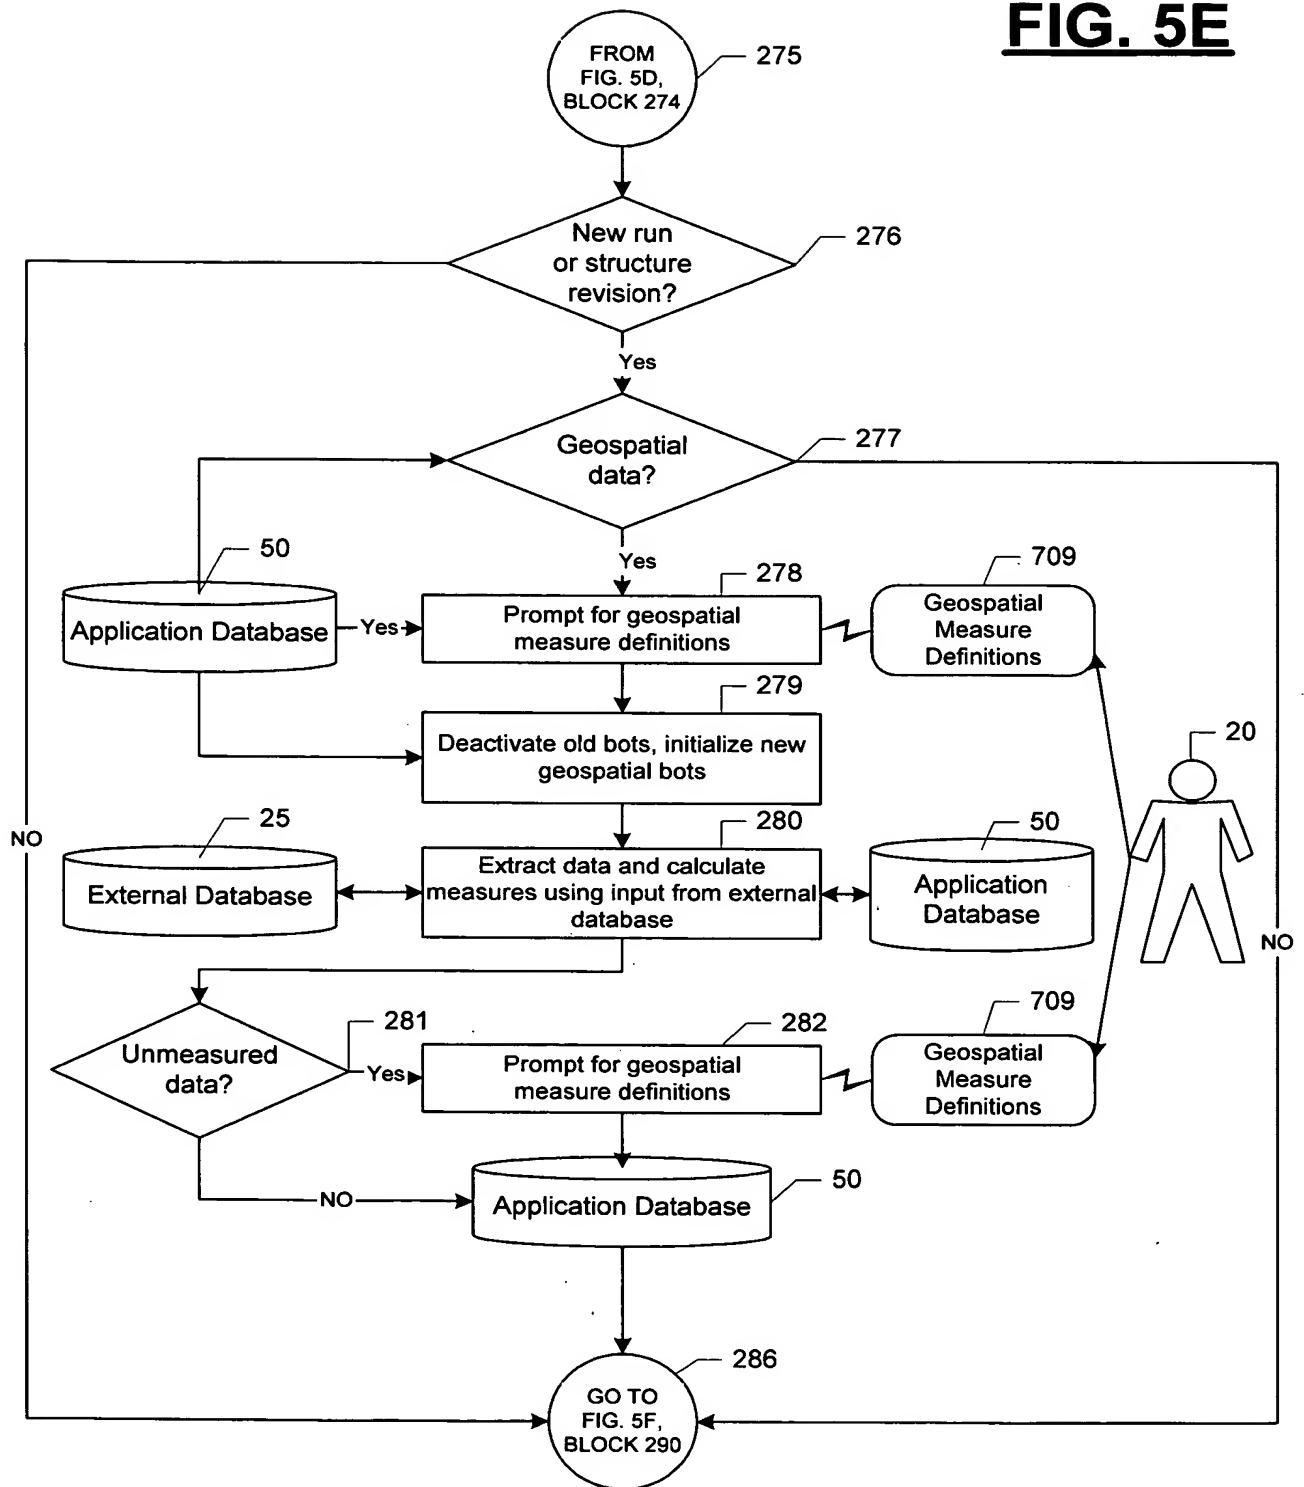 FIG. 5E
FROM
FIG. 5D,
BLOCK 274
275
New run
or structure
revision?
276
Yes
Geospatial
data?
277
Yes
50
Application Database
Yes
278
Prompt for geospatial
measure definitions
709
Geospatial
Measure
Definitions
279
Deactivate old bots, initialize new
geospatial bots
20
NO
25
External Database
280
Extract data and calculate
measures using input from external
database
50
Application
Database
NO
281
Unmeasured
data?
Yes
282
Prompt for geospatial
measure definitions
709
Geospatial
Measure
Definitions
NO
Application Database
50
286
GO TO
FIG. 5F,
BLOCK 290